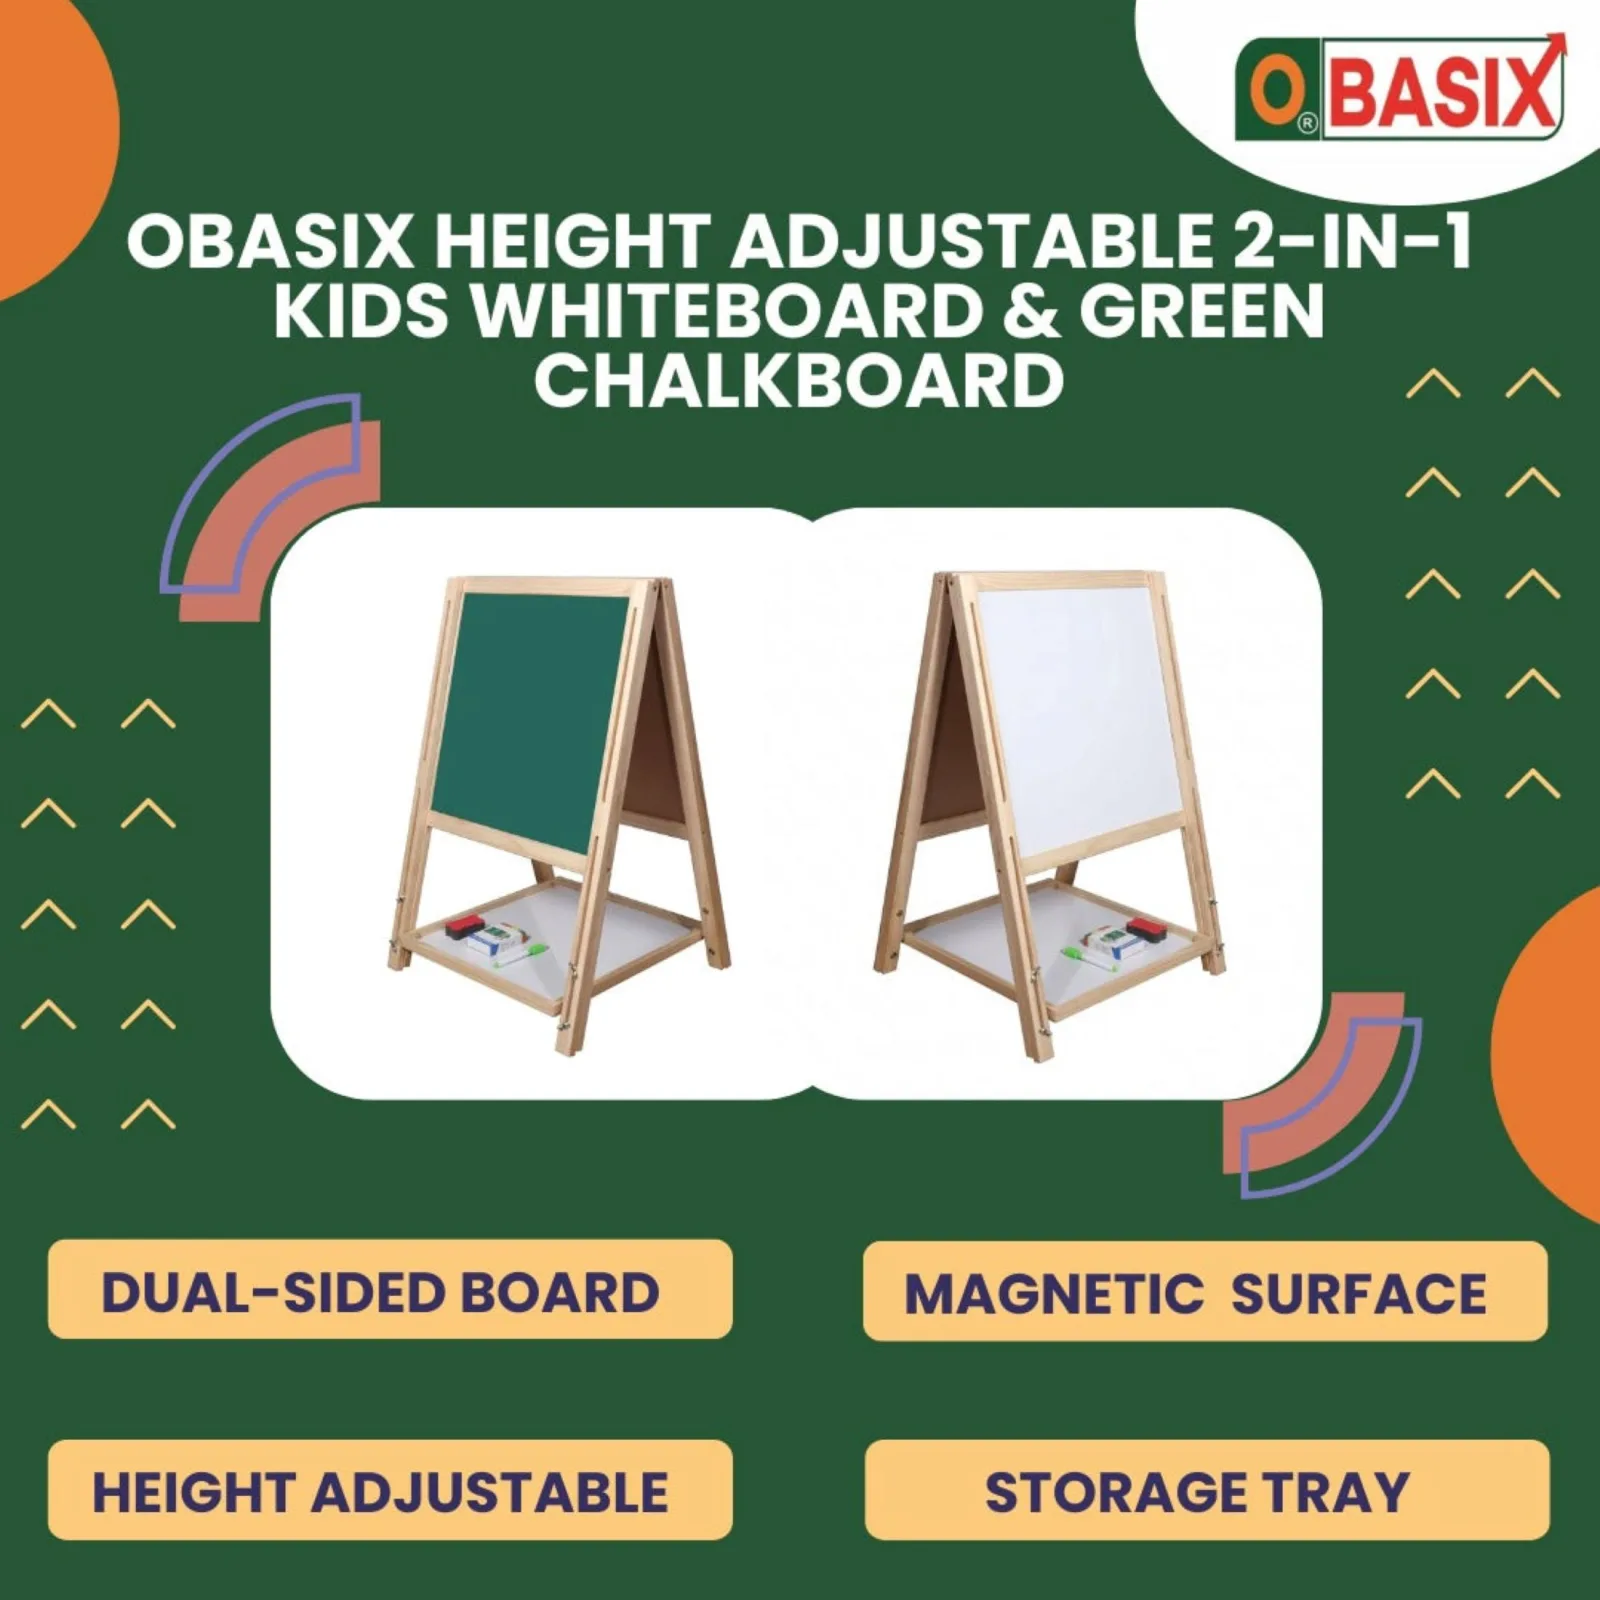 OBASIX
®
OBASIX HEIGHT ADJUSTABLE 2-IN-1
KIDS WHITEBOARD & GREEN
CHALKBOARD
DUAL-SIDED BOARD
MAGNETIC SURFACE
HEIGHT ADJUSTABLE
STORAGE TRAY